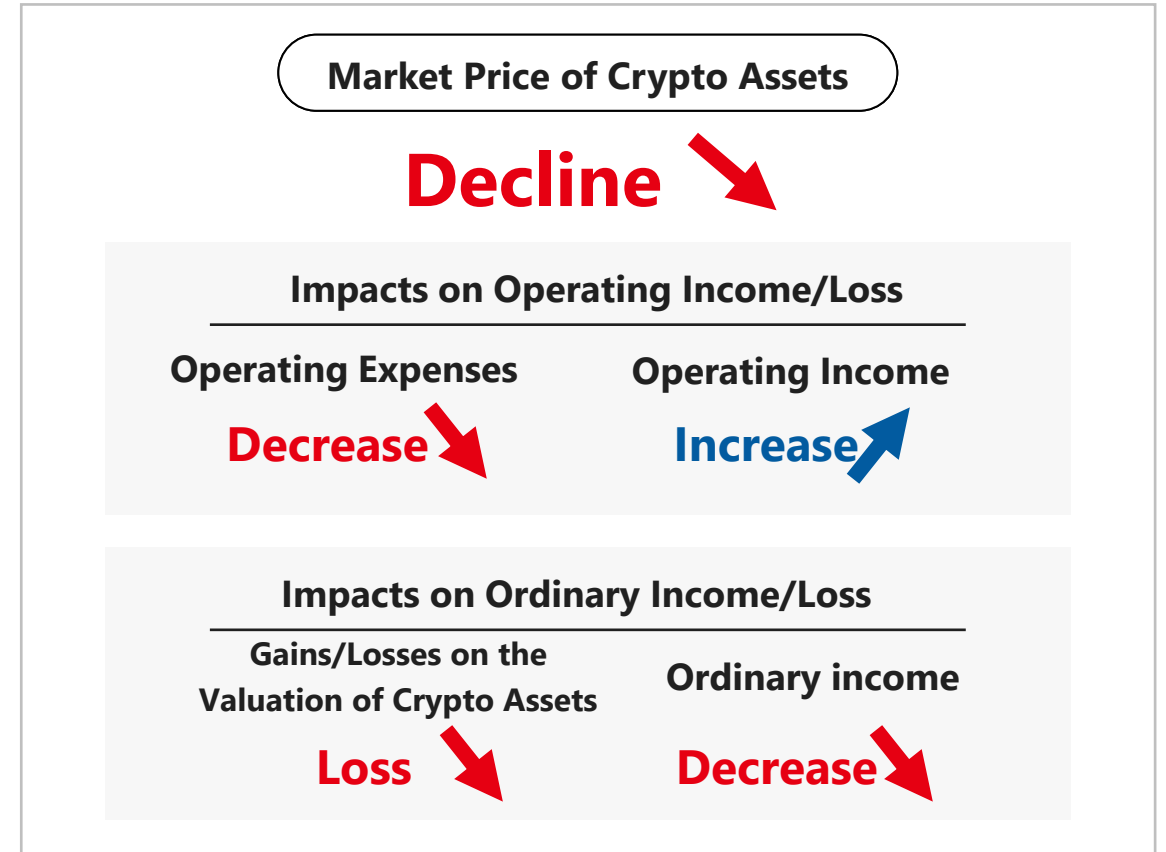 Market Price of Crypto Assets
Decline
Impacts on Operating Income/Loss
Operating Expenses
Decrease
Operating Income
Increase
Impacts on Ordinary Income/Loss
Gains/Losses on the
Valuation of Crypto Assets
Loss
Ordinary income
Decrease